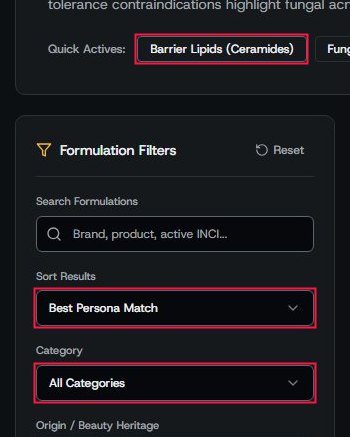 tolerance contraindications highlight fungal acn
Quick Actives: Barrier Lipids (Ceramides) Fung
Formulation Filters Reset
Search Formulations
Brand, product, active INCI...
Sort Results
Best Persona Match
Category
All Categories
Origin / Beauty Heritage